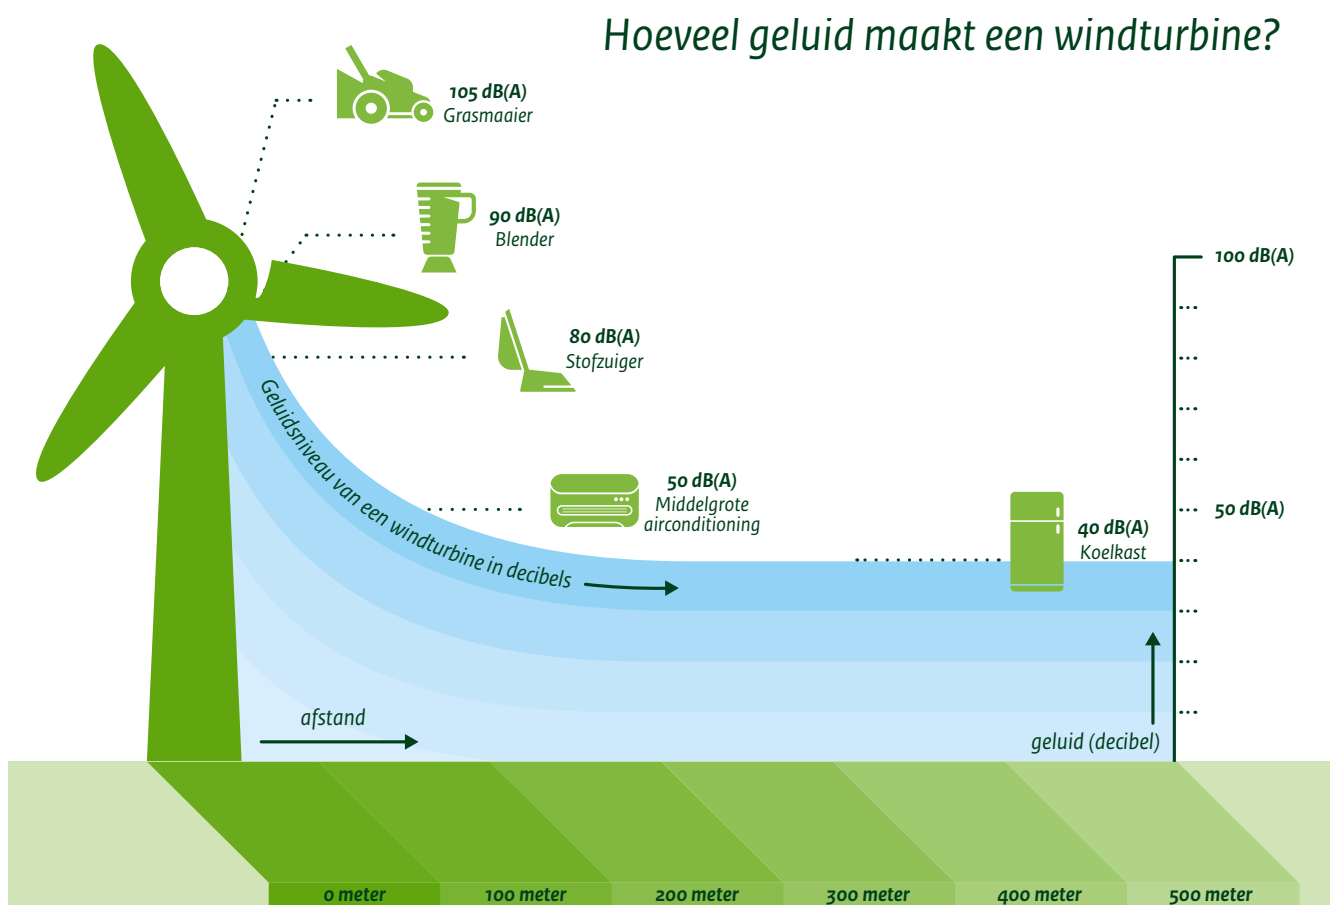 Hoeveel geluid maakt een windturbine?
105 dB(A)
Grasmaaier
90 dB(A)
Blender
80 dB(A)
Stofzuiger
50 dB(A)
Middelgrote
airconditioning
40 dB(A)
Koelkast
100 dB(A)
50 dB(A)
Geluidsniveau van een windturbine in decibels
afstand
geluid (decibel)
0 meter
100 meter
200 meter
300 meter
400 meter
500 meter